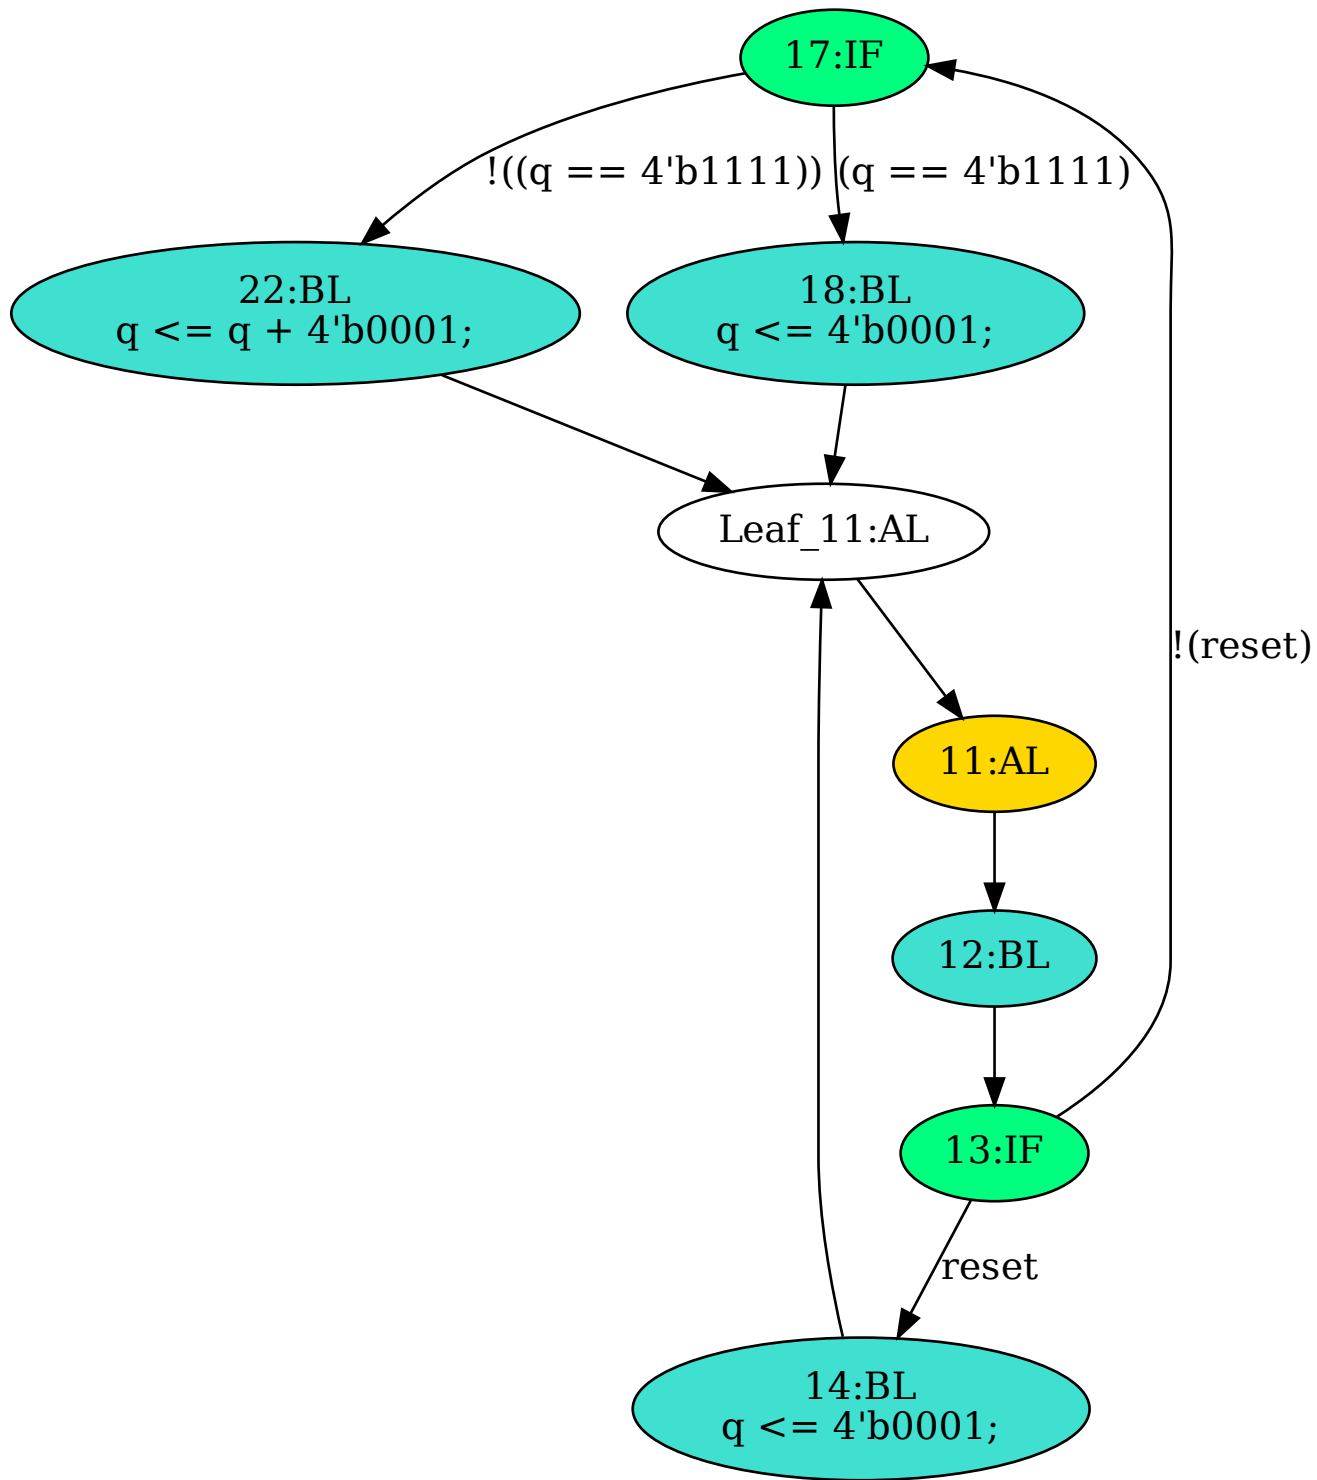 17:IF
!((q == 4'b1111))
(q == 4'b1111)
22:BL
q <= q + 4'b0001;
18:BL
q <= 4'b0001;
Leaf_11:AL
!(reset)
11:AL
12:BL
13:IF
reset
14:BL
q <= 4'b0001;